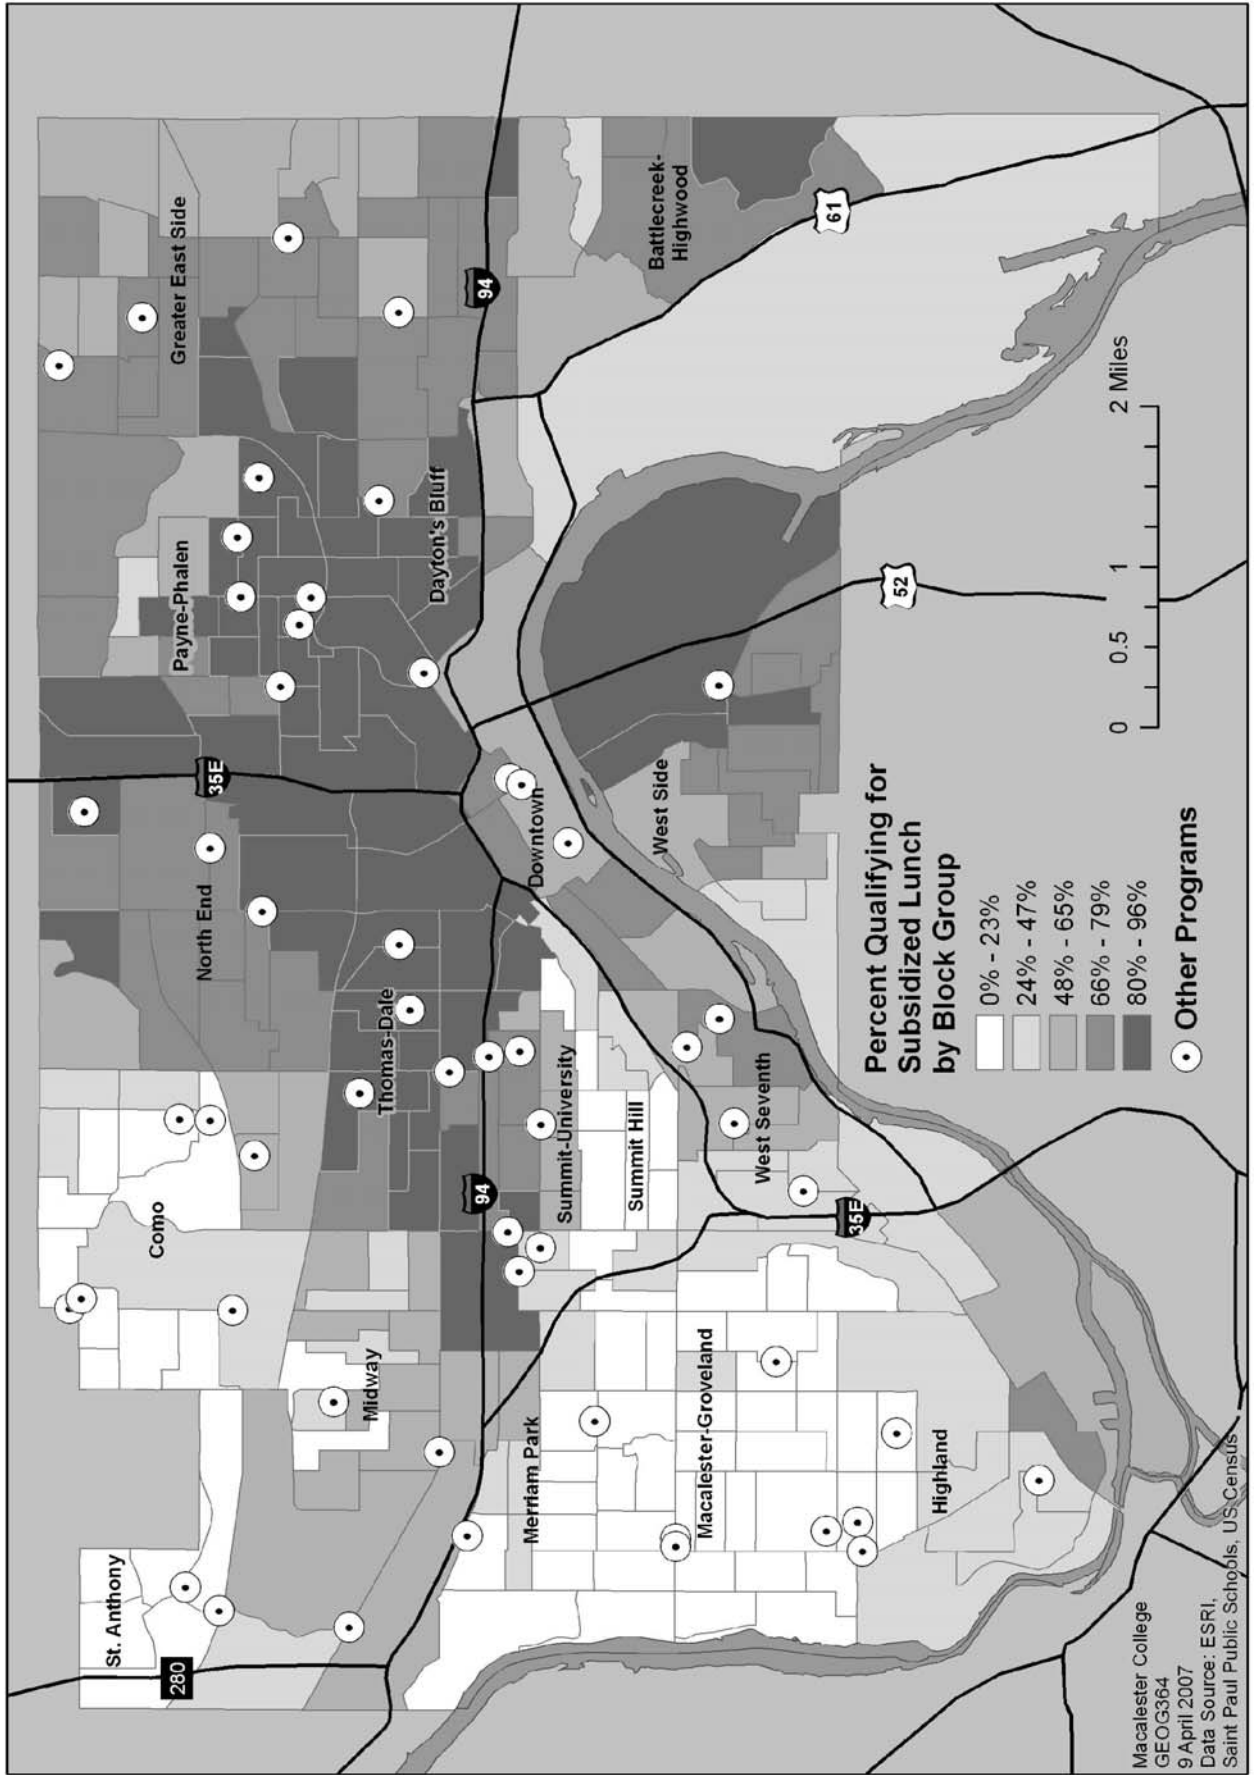 St. Anthony
280
Como
Midway
Merriam Park
Macalester-Groveland
Highland
North End
Thomas-Dale
94
Summit-University
Summit Hill
West Seventh
35E
35E
Payne-Phalen
Dayton's Bluff
Downtown
West Side
Greater East Side
94
Battlecreek-
Highwood
61
52
Percent Qualifying for
Subsidized Lunch
by Block Group
0% - 23%
24% - 47%
48% - 65%
66% - 79%
80% - 96%
Other Programs
0 0.5 1 2 Miles
Macalester College
GEOG364
9 April 2007
Data Source: ESRI,
Saint Paul Public Schools, US Census